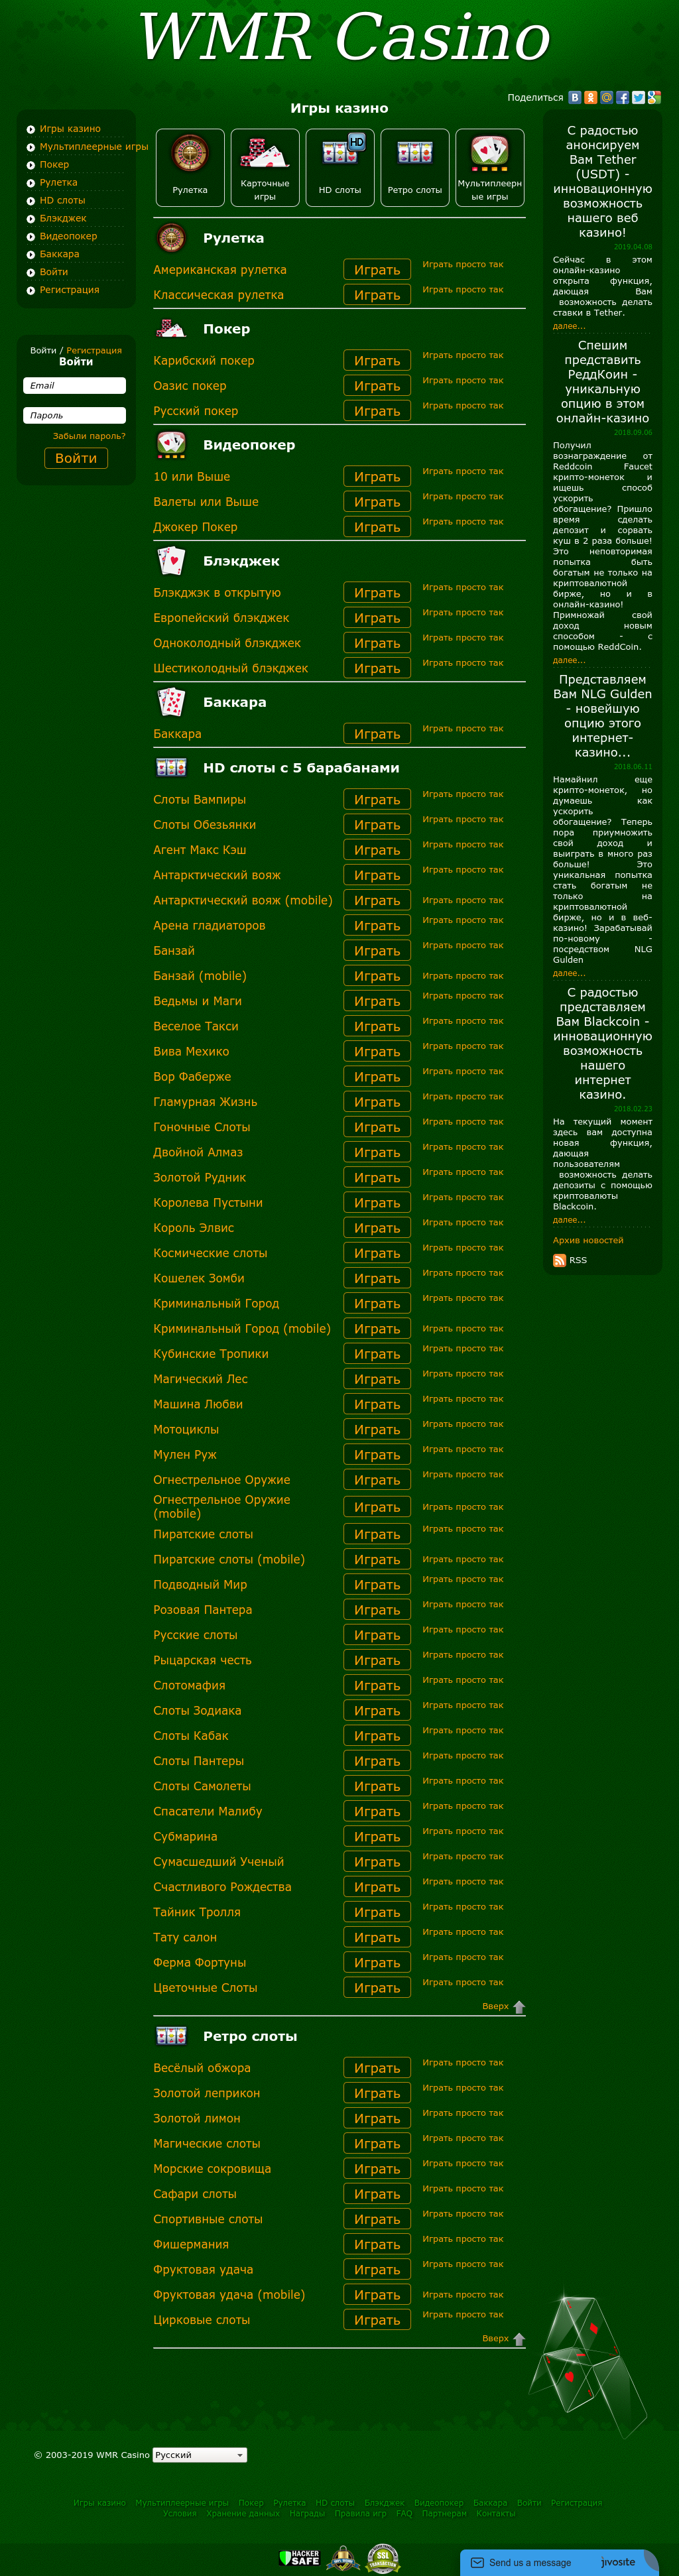 WMR Casino
Поделиться
Игры казино
Мультиплеерные игры
Покер
Рулетка
HD слоты
Блэкджек
Видеопокер
Баккара
Войти
Регистрация
Войти / Регистрация
Войти
Email
Пароль
Забыли пароль?
Войти
Игры казино
Рулетка
Карточные
игры
HD
HD слоты
Ретро слоты
Мультиплеерн
ые игры
Рулетка
Американская рулетка Играть Играть просто так
Классическая рулетка Играть Играть просто так
Покер
Карибский покер Играть Играть просто так
Оазис покер Играть Играть просто так
Русский покер Играть Играть просто так
Видеопокер
10 или Выше Играть Играть просто так
Валеты или Выше Играть Играть просто так
Джокер Покер Играть Играть просто так
Блэкджек
Блэкджэк в открытую Играть Играть просто так
Европейский блэкджек Играть Играть просто так
Одноколодный блэкджек Играть Играть просто так
Шестиколодный блэкджек Играть Играть просто так
Баккара
Баккара Играть Играть просто так
HD слоты с 5 барабанами
Слоты Вампиры Играть Играть просто так
Слоты Обезьянки Играть Играть просто так
Агент Макс Кэш Играть Играть просто так
Антарктический вояж Играть Играть просто так
Антарктический вояж (mobile) Играть Играть просто так
Арена гладиаторов Играть Играть просто так
Банзай Играть Играть просто так
Банзай (mobile) Играть Играть просто так
Ведьмы и Маги Играть Играть просто так
Веселое Такси Играть Играть просто так
Вива Мехико Играть Играть просто так
Вор Фаберже Играть Играть просто так
Гламурная Жизнь Играть Играть просто так
Гоночные Слоты Играть Играть просто так
Двойной Алмаз Играть Играть просто так
Золотой Рудник Играть Играть просто так
Королева Пустыни Играть Играть просто так
Король Элвис Играть Играть просто так
Космические слоты Играть Играть просто так
Кошелек Зомби Играть Играть просто так
Криминальный Город Играть Играть просто так
Криминальный Город (mobile) Играть Играть просто так
Кубинские Тропики Играть Играть просто так
Магический Лес Играть Играть просто так
Машина Любви Играть Играть просто так
Мотоциклы Играть Играть просто так
Мулен Руж Играть Играть просто так
Огнестрельное Оружие Играть Играть просто так
Огнестрельное Оружие
(mobile) Играть Играть просто так
Пиратские слоты Играть Играть просто так
Пиратские слоты (mobile) Играть Играть просто так
Подводный Мир Играть Играть просто так
Розовая Пантера Играть Играть просто так
Русские слоты Играть Играть просто так
Рыцарская честь Играть Играть просто так
Слотомафия Играть Играть просто так
Слоты Зодиака Играть Играть просто так
Слоты Кабак Играть Играть просто так
Слоты Пантеры Играть Играть просто так
Слоты Самолеты Играть Играть просто так
Спасатели Малибу Играть Играть просто так
Субмарина Играть Играть просто так
Сумасшедший Ученый Играть Играть просто так
Счастливого Рождества Играть Играть просто так
Тайник Тролля Играть Играть просто так
Тату салон Играть Играть просто так
Ферма Фортуны Играть Играть просто так
Цветочные Слоты Играть Играть просто так
Вверх
Ретро слоты
Весёлый обжора Играть Играть просто так
Золотой леприкон Играть Играть просто так
Золотой лимон Играть Играть просто так
Магические слоты Играть Играть просто так
Морские сокровища Играть Играть просто так
Сафари слоты Играть Играть просто так
Спортивные слоты Играть Играть просто так
Фишермания Играть Играть просто так
Фруктовая удача Играть Играть просто так
Фруктовая удача (mobile) Играть Играть просто так
Цирковые слоты Играть Играть просто так
Вверх
С радостью
анонсируем
Вам Tether
(USDT) -
инновационную
возможность
нашего веб
казино!
2019.04.08
Сейчас в этом
онлайн-казино
открыта функция,
дающая Вам
возможность делать
ставки в Tether.
далее...
Спешим
представить
РеддКоин -
уникальную
опцию в этом
онлайн-казино
2018.09.06
Получил
вознаграждение от
Reddcoin Faucet
крипто-монеток и
ищешь способ
ускорить
обогащение? Пришло
время сделать
депозит и сорвать
куш в 2 раза больше!
Это неповторимая
попытка быть
богатым не только на
криптовалютной
бирже, но и в
онлайн-казино!
Примножай свой
доход новым
способом - с
помощью ReddCoin.
далее...
Представляем
Вам NLG Gulden
- новейшую
опцию этого
интернет-
казино...
2018.06.11
Намайнил еще
крипто-монеток, но
думаешь как
ускорить
обогащение? Теперь
пора приумножить
свой доход и
выиграть в много раз
больше! Это
уникальная попытка
стать богатым не
только на
криптовалютной
бирже, но и в веб-
казино! Зарабатывай
по-новому -
посредством NLG
Gulden
далее...
С радостью
представляем
Вам Blackcoin -
инновационную
возможность
нашего
интернет
казино.
2018.02.23
На текущий момент
здесь вам доступна
новая функция,
дающая
пользователям
возможность делать
депозиты с помощью
криптовалюты
Blackcoin.
далее...
Архив новостей
RSS
© 2003-2019 WMR Casino Русский
Игры казино Мультиплеерные игры Покер Рулетка HD слоты Блэкджек Видеопокер Баккара Войти Регистрация
Условия Хранение данных Награды Правила игр FAQ Партнерам Контакты
HACKER
SAFE
SSL
Send us a message jivosite